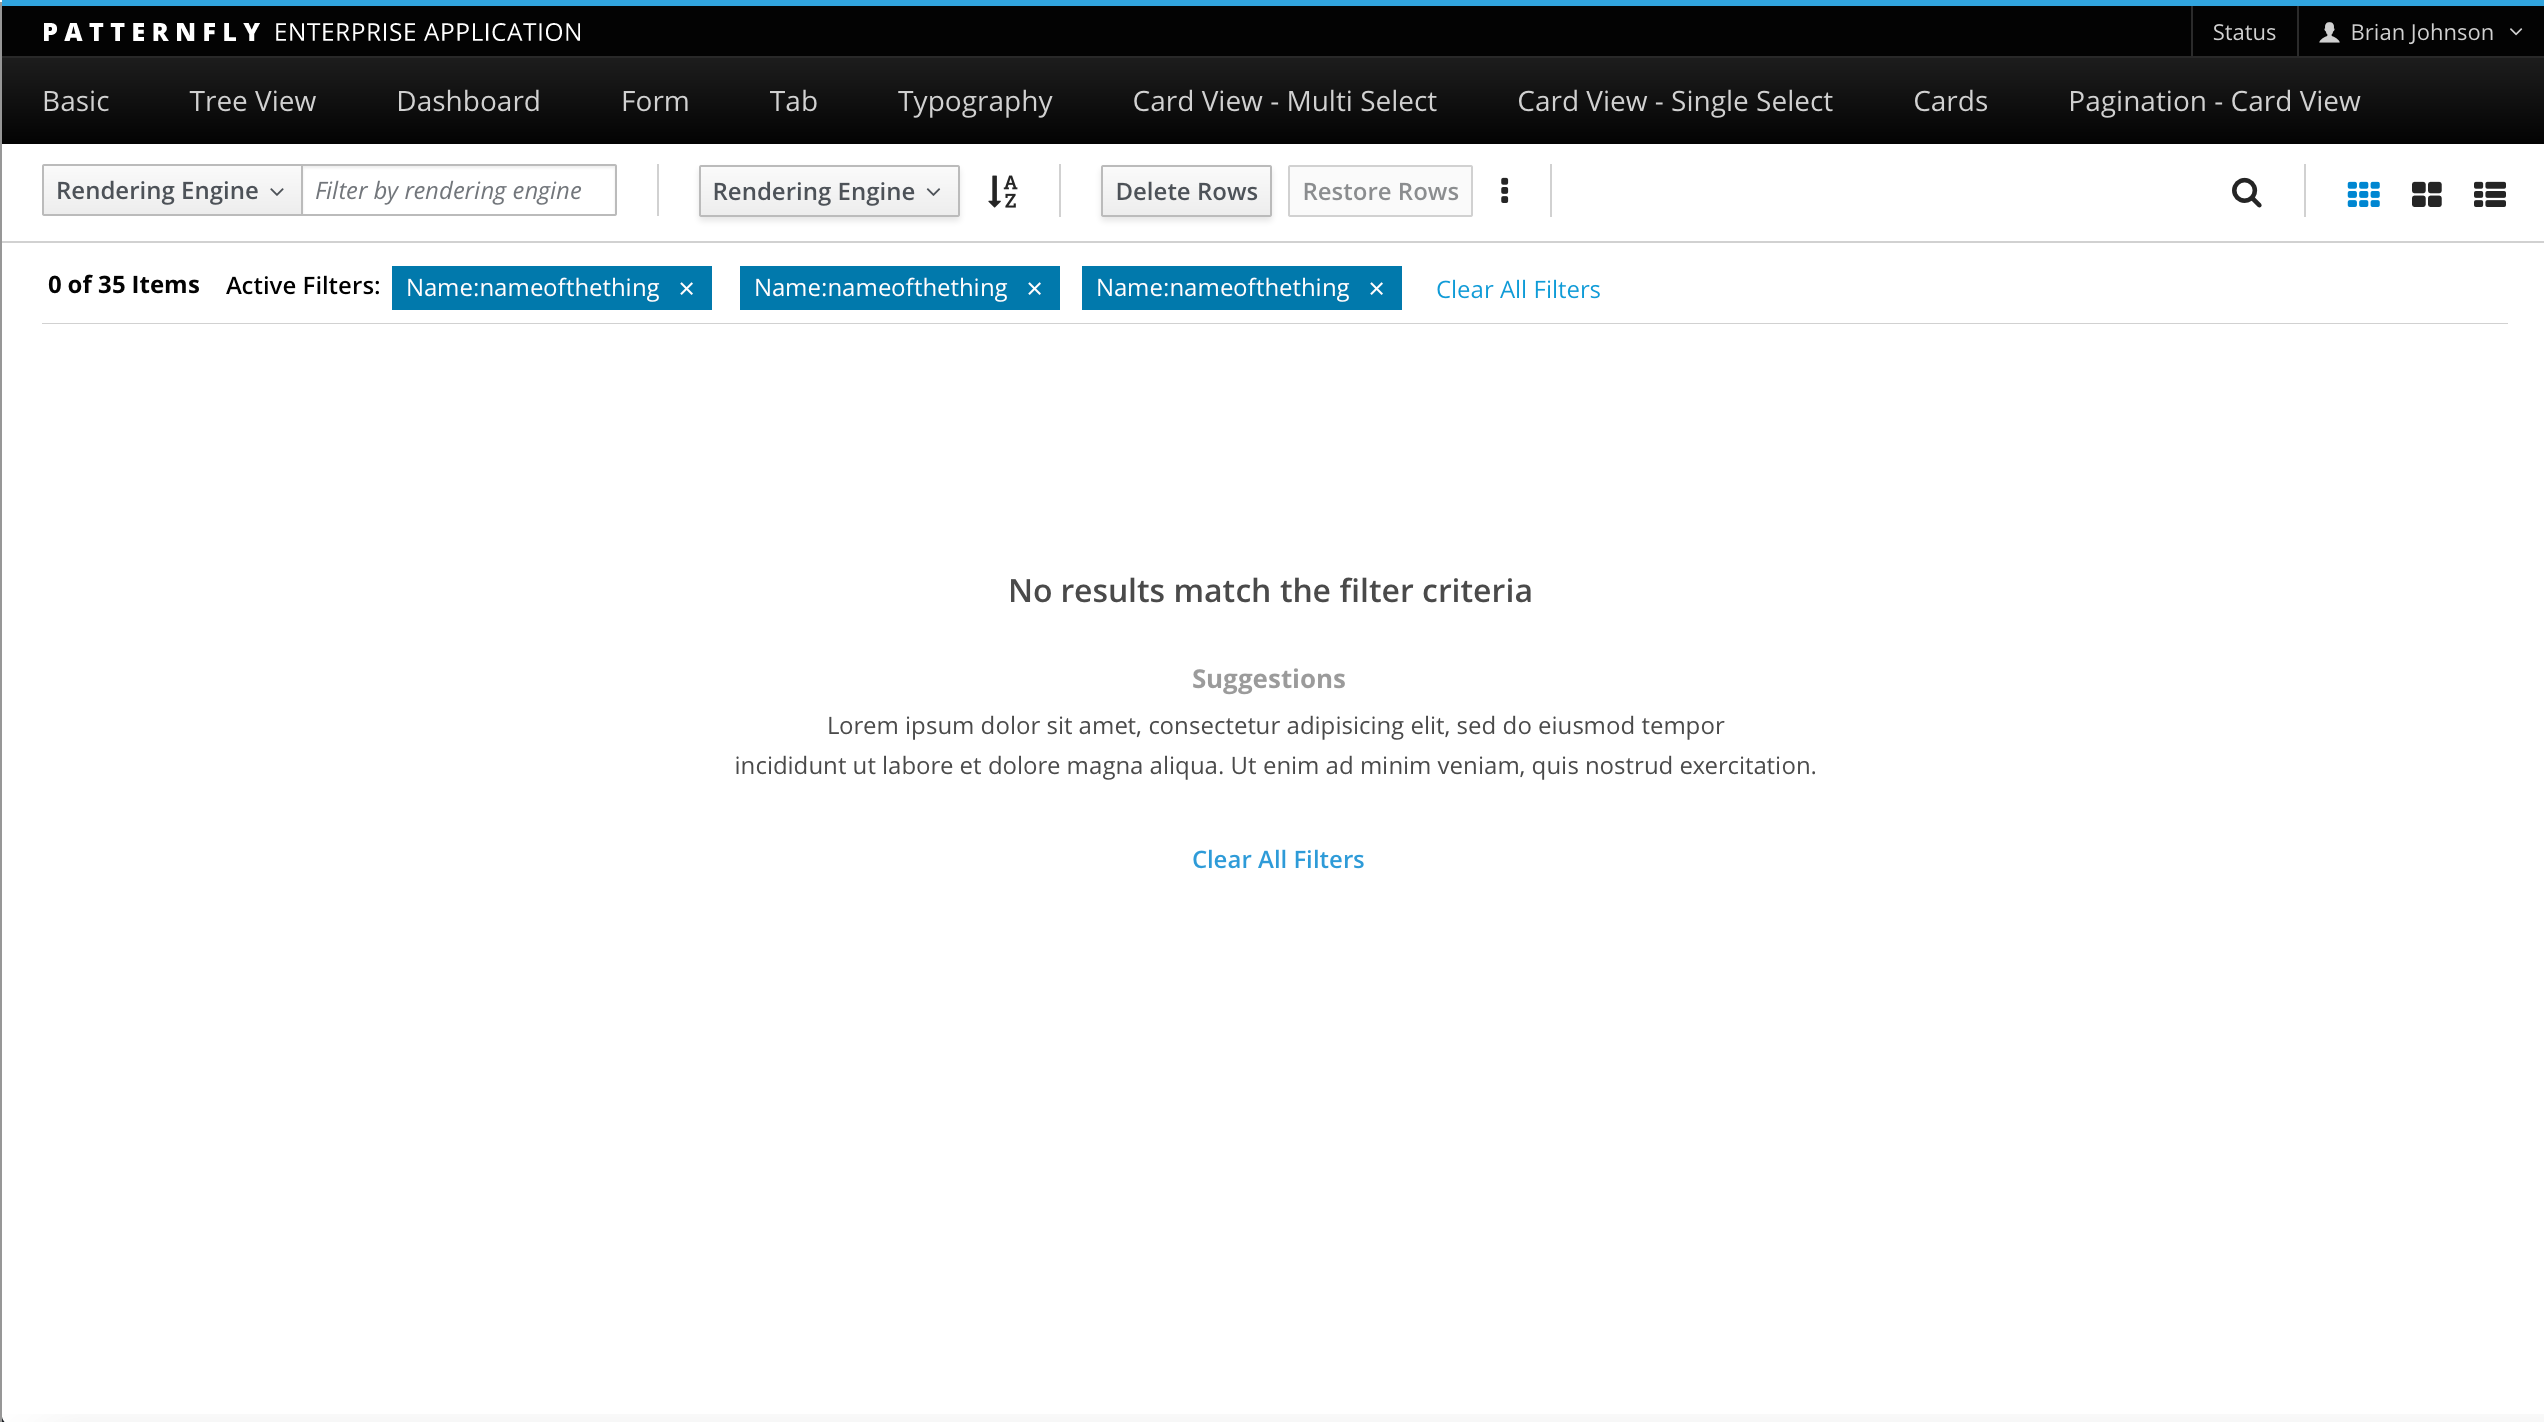 PATTERNFLY ENTERPRISE APPLICATION
Status
Brian Johnson
Basic
Tree View
Dashboard
Form
Tab
Typography
Card View - Multi Select
Card View - Single Select
Cards
Pagination - Card View
Rendering Engine
Filter by rendering engine
Rendering Engine
A
Z
Delete Rows
Restore Rows
0 of 35 Items
Active Filters:
Name:nameofthething ×
Name:nameofthething ×
Name:nameofthething ×
Clear All Filters
No results match the filter criteria
Suggestions
Lorem ipsum dolor sit amet, consectetur adipisicing elit, sed do eiusmod tempor
incididunt ut labore et dolore magna aliqua. Ut enim ad minim veniam, quis nostrud exercitation.
Clear All Filters